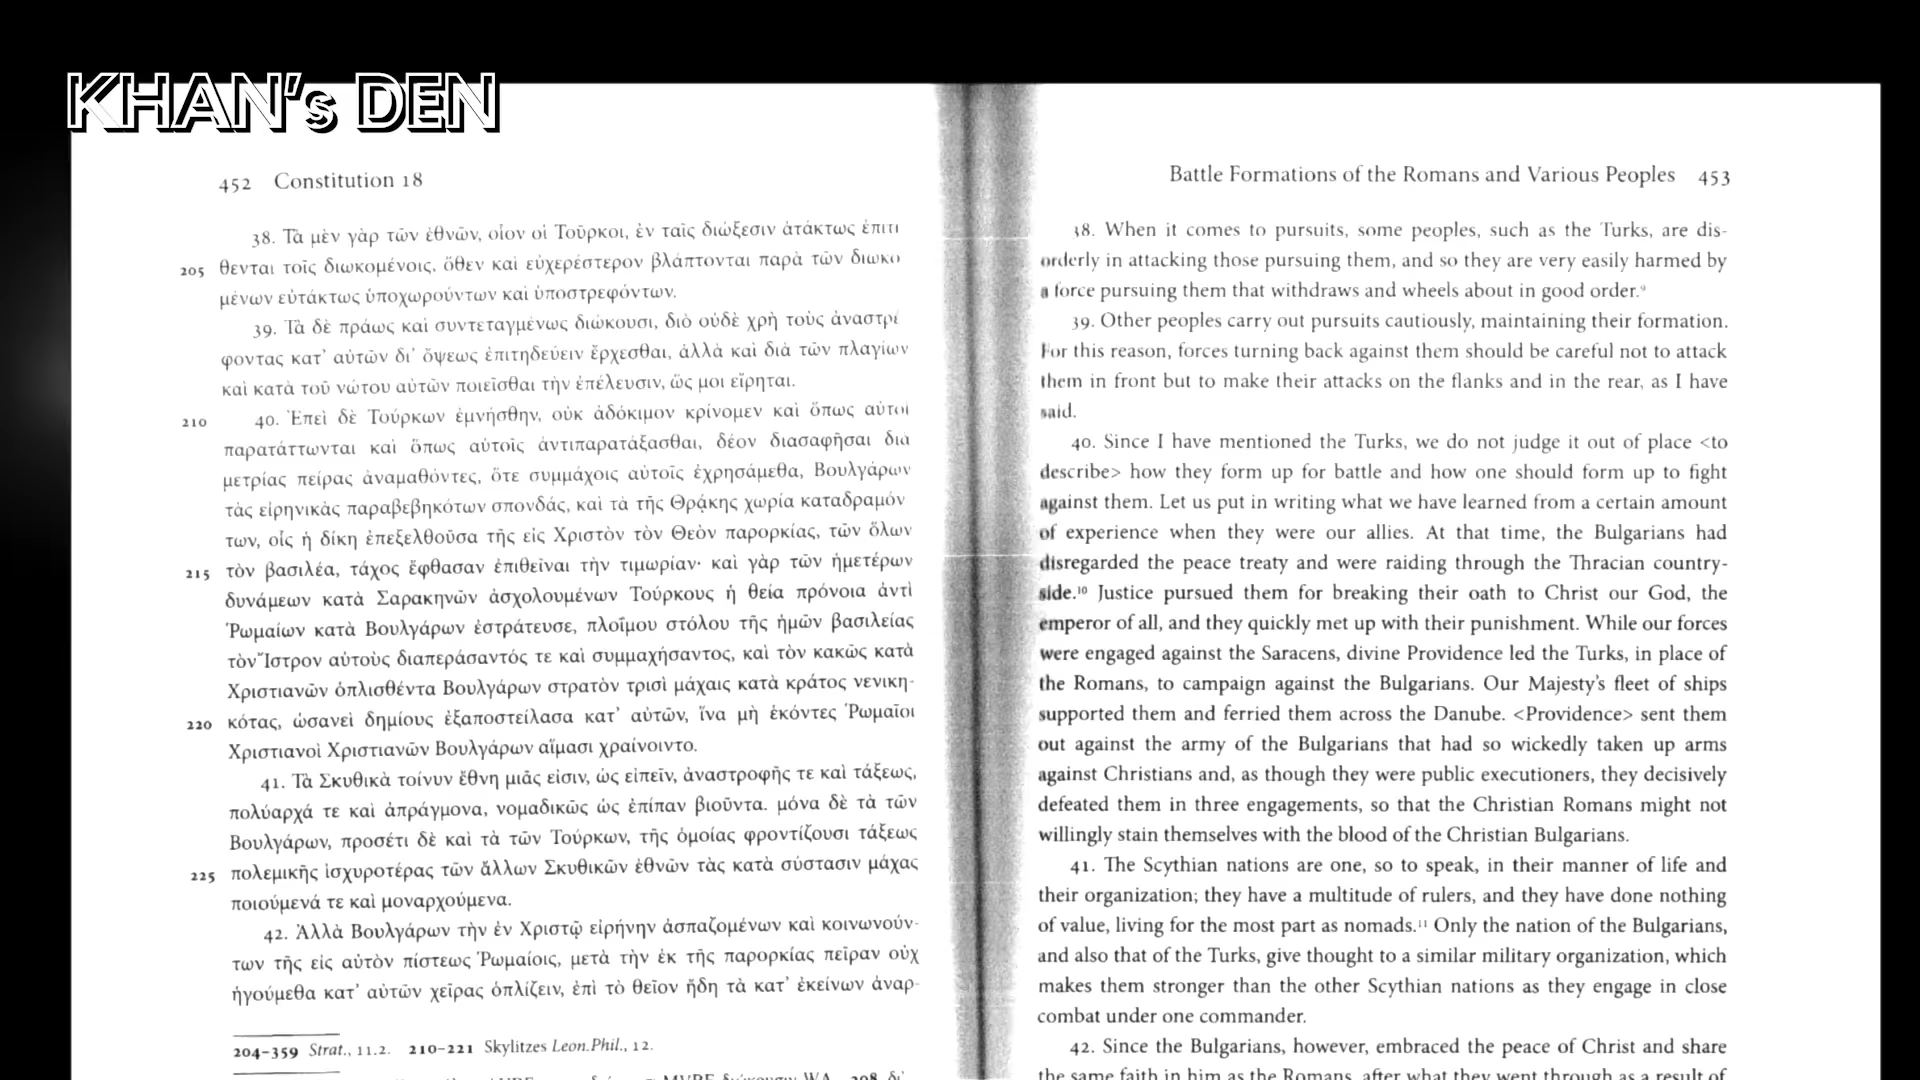 KHAN's DEN
452 Constitution 18
38. Τὰ μὲν γὰρ τῶν ἐθνῶν, οἷον οἱ Τοῦρκοι, ἐν ταῖς διώξεσιν ἀτάκτως ἐπιτι
205 θενται τοῖς διωκομένοις, ὅθεν καὶ εὐχερέστερον βλάπτονται παρὰ τῶν διωκο
μένων εὐτάκτως ὑποχωρούντων καὶ ὑποστρεφόντων.
39. Τὰ δὲ πράως καὶ συντεταγμένως διώκουσι, διὸ οὐδὲ χρὴ τοὺς ἀναστρέ
φοντας κατ' αὐτῶν δι' ὄψεως ἐπιτηδεύειν ἔρχεσθαι, ἀλλὰ καὶ διὰ τῶν πλαγίων
καὶ κατὰ τοῦ νώτου αὐτῶν ποιεῖσθαι τὴν ἐπέλευσιν, ὥς μοι εἴρηται.
210 40. Ἐπεὶ δὲ Τούρκων ἐμνήσθην, οὐκ ἀδόκιμον κρίνομεν καὶ ὅπως αὐτοὶ
παρατάττωνται καὶ ὅπως αὐτοῖς ἀντιπαρατάξασθαι, δέον διασαφῆσαι διὰ
μετρίας πείρας ἀναμαθόντες, ὅτε συμμάχοις αὐτοῖς ἐχρησάμεθα, Βουλγάρων
τὰς εἰρηνικὰς παραβεβηκότων σπονδάς, καὶ τὰ τῆς Θρᾴκης χωρία καταδραμόν
των, οἷς ἡ δίκη ἐπεξελθοῦσα τῆς εἰς Χριστὸν τὸν Θεὸν παρορκίας, τῶν ὅλων
215 τὸν βασιλέα, τάχος ἔφθασαν ἐπιθεῖναι τὴν τιμωρίαν· καὶ γὰρ τῶν ἡμετέρων
δυνάμεων κατὰ Σαρακηνῶν ἀσχολουμένων Τούρκους ἡ θεία πρόνοια ἀντὶ
Ῥωμαίων κατὰ Βουλγάρων ἐστράτευσε, πλοΐμου στόλου τῆς ἡμῶν βασιλείας
τὸν Ἴστρον αὐτοὺς διαπεράσαντός τε καὶ συμμαχήσαντος, καὶ τὸν κακῶς κατὰ
Χριστιανῶν ὁπλισθέντα Βουλγάρων στρατὸν τρισὶ μάχαις κατὰ κράτος νενικη-
220 κότας, ὡσανεὶ δημίους ἐξαποστείλασα κατ' αὐτῶν, ἵνα μὴ ἑκόντες Ῥωμαῖοι
Χριστιανοὶ Χριστιανῶν Βουλγάρων αἵμασι χραίνοιντο.
41. Τὰ Σκυθικὰ τοίνυν ἔθνη μιᾶς εἰσιν, ὡς εἰπεῖν, ἀναστροφῆς τε καὶ τάξεως,
πολύαρχά τε καὶ ἀπράγμονα, νομαδικῶς ὡς ἐπίπαν βιοῦντα. μόνα δὲ τὰ τῶν
Βουλγάρων, προσέτι δὲ καὶ τὰ τῶν Τούρκων, τῆς ὁμοίας φροντίζουσι τάξεως
225 πολεμικῆς ἰσχυροτέρας τῶν ἄλλων Σκυθικῶν ἐθνῶν τὰς κατὰ σύστασιν μάχας
ποιούμενά τε καὶ μοναρχούμενα.
42. Ἀλλὰ Βουλγάρων τὴν ἐν Χριστῷ εἰρήνην ἀσπαζομένων καὶ κοινωνούν-
των τῆς εἰς αὐτὸν πίστεως Ῥωμαίοις, μετὰ τὴν ἐκ τῆς παρορκίας πεῖραν οὐχ
ἡγούμεθα κατ' αὐτῶν χεῖρας ὁπλίζειν, ἐπὶ τὸ θεῖον ἤδη τὰ κατ' ἐκείνων ἀναρ-
204–359 Strat., 11.2. 210–221 Skylitzes Leon.Phil., 12.
Battle Formations of the Romans and Various Peoples 453
38. When it comes to pursuits, some peoples, such as the Turks, are dis-
orderly in attacking those pursuing them, and so they are very easily harmed by
a force pursuing them that withdraws and wheels about in good order.⁹
39. Other peoples carry out pursuits cautiously, maintaining their formation.
For this reason, forces turning back against them should be careful not to attack
them in front but to make their attacks on the flanks and in the rear, as I have
said.
40. Since I have mentioned the Turks, we do not judge it out of place <to
describe> how they form up for battle and how one should form up to fight
against them. Let us put in writing what we have learned from a certain amount
of experience when they were our allies. At that time, the Bulgarians had
disregarded the peace treaty and were raiding through the Thracian country-
side.¹⁰ Justice pursued them for breaking their oath to Christ our God, the
emperor of all, and they quickly met up with their punishment. While our forces
were engaged against the Saracens, divine Providence led the Turks, in place of
the Romans, to campaign against the Bulgarians. Our Majesty's fleet of ships
supported them and ferried them across the Danube. <Providence> sent them
out against the army of the Bulgarians that had so wickedly taken up arms
against Christians and, as though they were public executioners, they decisively
defeated them in three engagements, so that the Christian Romans might not
willingly stain themselves with the blood of the Christian Bulgarians.
41. The Scythian nations are one, so to speak, in their manner of life and
their organization; they have a multitude of rulers, and they have done nothing
of value, living for the most part as nomads.¹¹ Only the nation of the Bulgarians,
and also that of the Turks, give thought to a similar military organization, which
makes them stronger than the other Scythian nations as they engage in close
combat under one commander.
42. Since the Bulgarians, however, embraced the peace of Christ and share
the same faith in him as the Romans, after what they went through as a result of